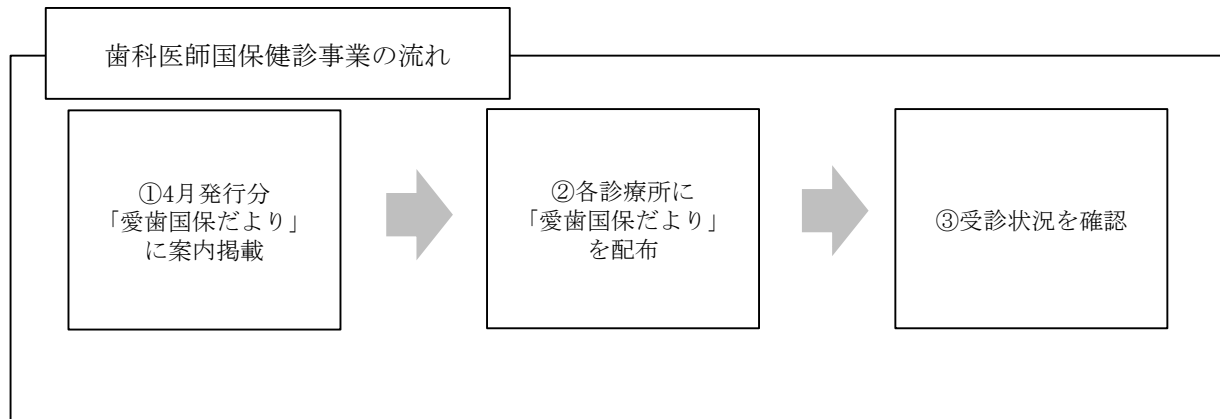 歯科医師国保健診事業の流れ
①4月発行分
「愛歯国保だより」
に案内掲載
②各診療所に
「愛歯国保だより」
を配布
③受診状況を確認